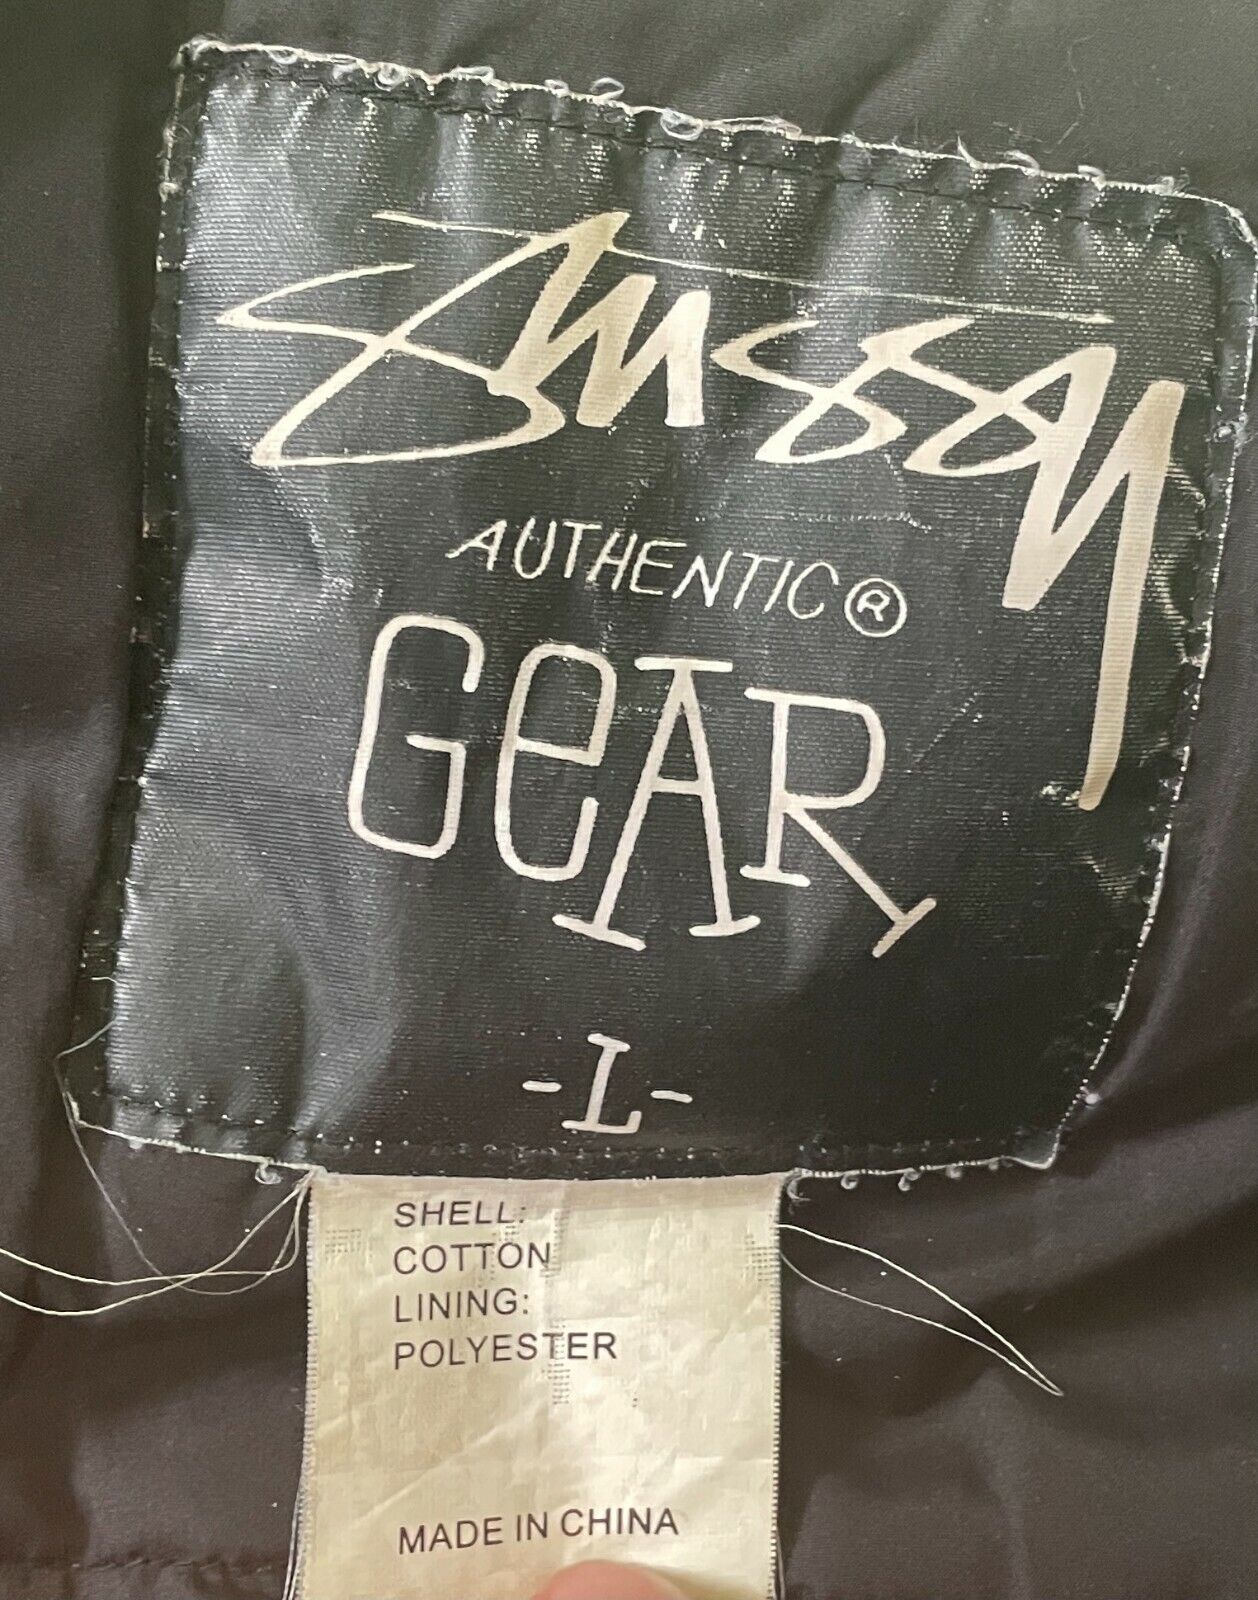 Stussy
AUTHENTIC ®
GeAR
-L-
SHELL:
COTTON
LINING:
POLYESTER
MADE IN CHINA